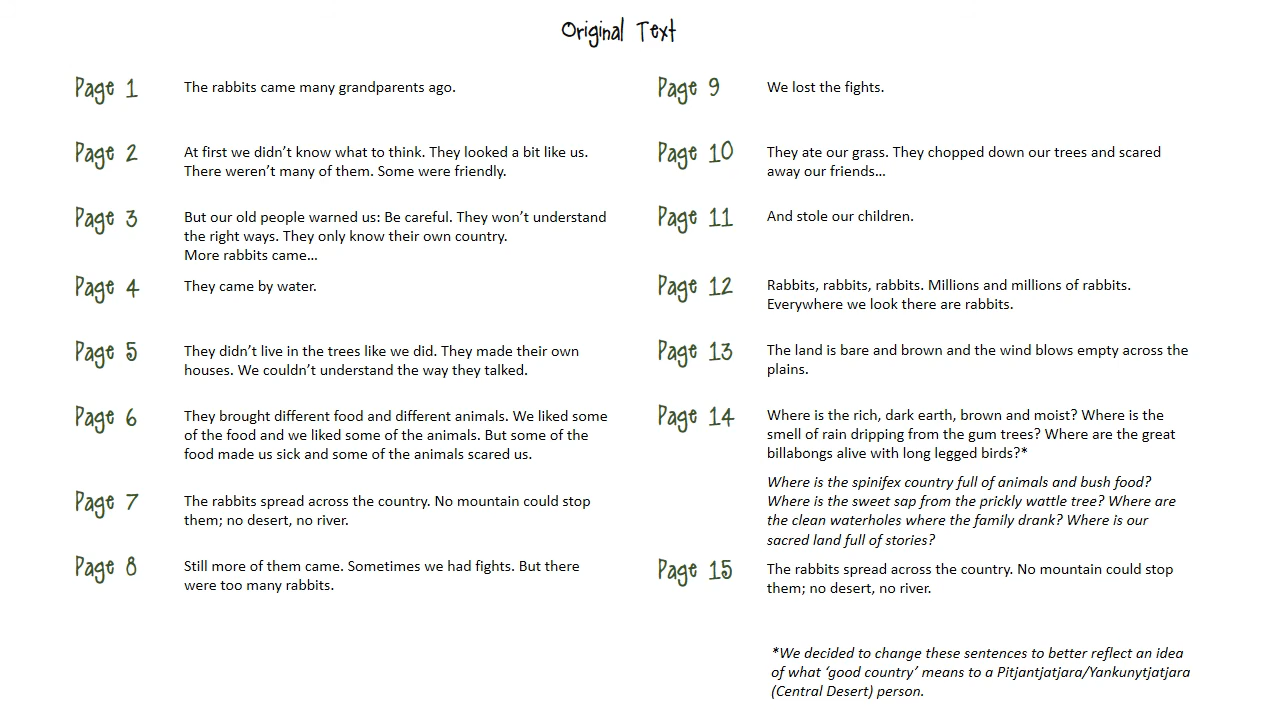 Original Text
Page 1
The rabbits came many grandparents ago.
Page 2
At first we didn’t know what to think. They looked a bit like us.
There weren’t many of them. Some were friendly.
Page 3
But our old people warned us: Be careful. They won’t understand
the right ways. They only know their own country.
More rabbits came…
Page 4
They came by water.
Page 5
They didn’t live in the trees like we did. They made their own
houses. We couldn’t understand the way they talked.
Page 6
They brought different food and different animals. We liked some
of the food and we liked some of the animals. But some of the
food made us sick and some of the animals scared us.
Page 7
The rabbits spread across the country. No mountain could stop
them; no desert, no river.
Page 8
Still more of them came. Sometimes we had fights. But there
were too many rabbits.
Page 9
We lost the fights.
Page 10
They ate our grass. They chopped down our trees and scared
away our friends…
Page 11
And stole our children.
Page 12
Rabbits, rabbits, rabbits. Millions and millions of rabbits.
Everywhere we look there are rabbits.
Page 13
The land is bare and brown and the wind blows empty across the
plains.
Page 14
Where is the rich, dark earth, brown and moist? Where is the
smell of rain dripping from the gum trees? Where are the great
billabongs alive with long legged birds?*
Where is the spinifex country full of animals and bush food?
Where is the sweet sap from the prickly wattle tree? Where are
the clean waterholes where the family drank? Where is our
sacred land full of stories?
Page 15
The rabbits spread across the country. No mountain could stop
them; no desert, no river.
*We decided to change these sentences to better reflect an idea
of what ‘good country’ means to a Pitjantjatjara/Yankunytjatjara
(Central Desert) person.